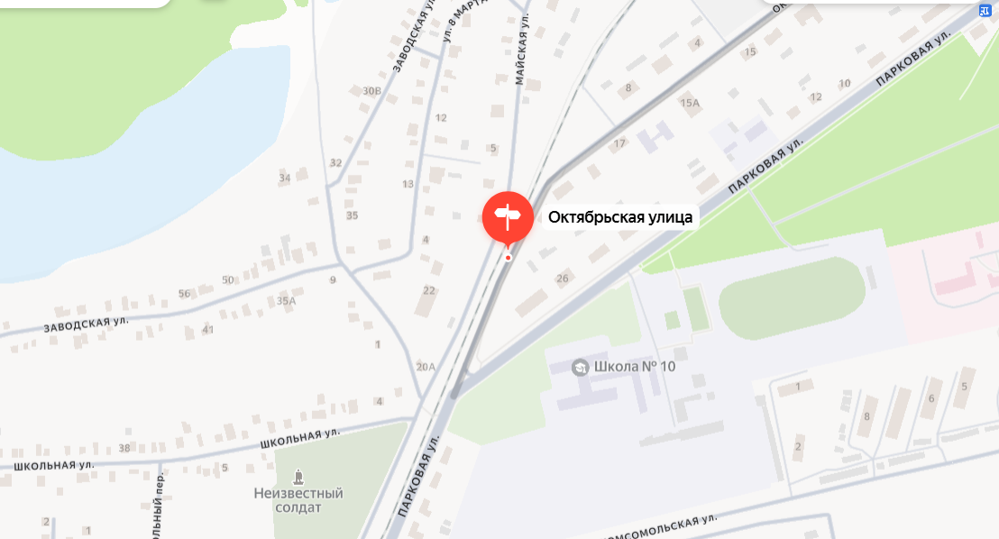 ЗАВОДСКАЯ ул.
ул. 8 МАРТА
МАЙСКАЯ ул.
ПАРКОВАЯ ул.
4
15
30В
8
10
12
15А
12
5
17
ПАРКОВАЯ ул.
32
34
13
35
Октябрьская улица
4
50
9
56
22
26
35А
ЗАВОДСКАЯ ул.
41
1
20А
Школа № 10
4
1
5
6
8
ШКОЛЬНАЯ ул.
38
2
ШКОЛЬНАЯ ул.
5
ПАРКОВАЯ ул.
Неизвестный
солдат
2
1